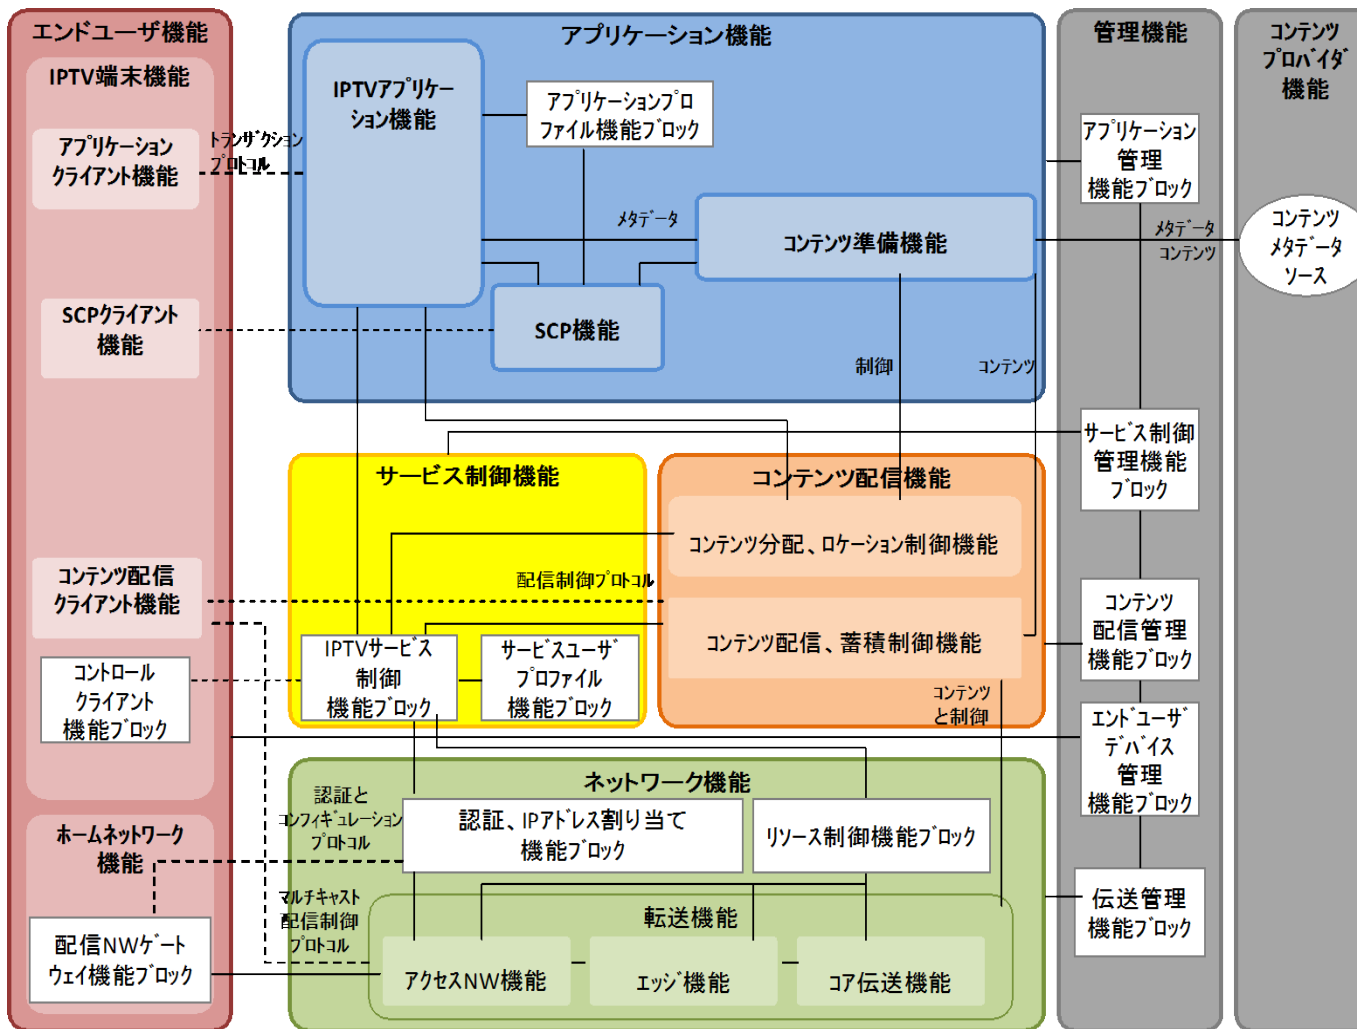 エンドユーザ機能
IPTV端末機能
アプリケーション
クライアント機能
SCPクライアント
機能
コンテンツ配信
クライアント機能
コントロール
クライアント
機能ブロック
ホームネットワーク
機能
配信NWゲート
ウェイ機能ブロック
トランザクション
プロトコル
アプリケーション機能
IPTVアプリケー
ション機能
アプリケーションプロ
ファイル機能ブロック
メタデータ
コンテンツ準備機能
SCP機能
制御
コンテンツ
サービス制御機能
配信制御プロトコル
IPTVサービス
制御
機能ブロック
サービスユーザ
プロファイル
機能ブロック
コンテンツ配信機能
コンテンツ分配、ロケーション制御機能
コンテンツ配信、蓄積制御機能
コンテンツ
と制御
ネットワーク機能
認証と
コンフィギュレーション
プロトコル
認証、IPアドレス割り当て
機能ブロック
リソース制御機能ブロック
マルチキャスト
配信制御
プロトコル
転送機能
アクセスNW機能
エッジ機能
コア伝送機能
管理機能
アプリケーション
管理
機能ブロック
メタデータ
コンテンツ
サービス制御
管理機能
ブロック
コンテンツ
配信管理
機能ブロック
エンドユーザ
デバイス
管理
機能ブロック
伝送管理
機能ブロック
コンテンツ
プロバイダ
機能
コンテンツ
メタデータ
ソース